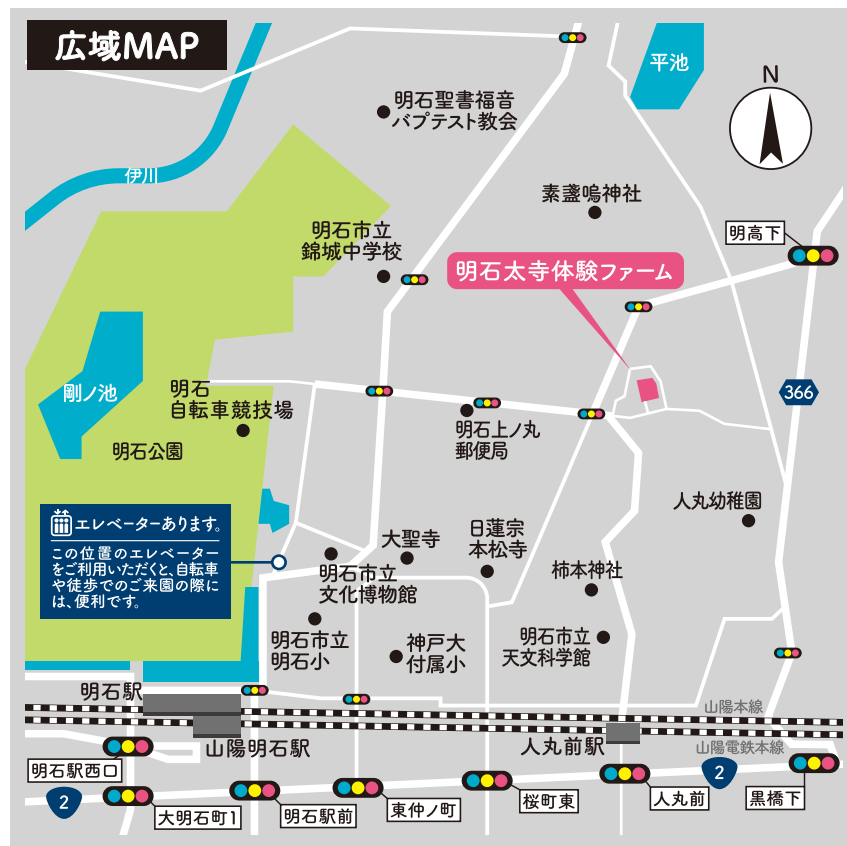 広域MAP
平池
N
明石聖書福音
バプテスト教会
伊川
素盞嗚神社
明石市立
錦城中学校
明高下
明石太寺体験ファーム
剛ノ池
明石
自転車競技場
366
明石公園
明石上ノ丸
郵便局
人丸幼稚園
エレベーターあります。
この位置のエレベーター
をご利用いただくと、自転車
や徒歩でのご来園の際に
は、便利です。
大聖寺
日蓮宗
本松寺
明石市立
文化博物館
柿本神社
明石市立
明石小
神戸大
付属小
明石市立
天文科学館
明石駅
山陽本線
山陽明石駅
人丸前駅
山陽電鉄本線
明石駅西口
2
2
大明石町1
明石駅前
東仲ノ町
桜町東
人丸前
黒橋下